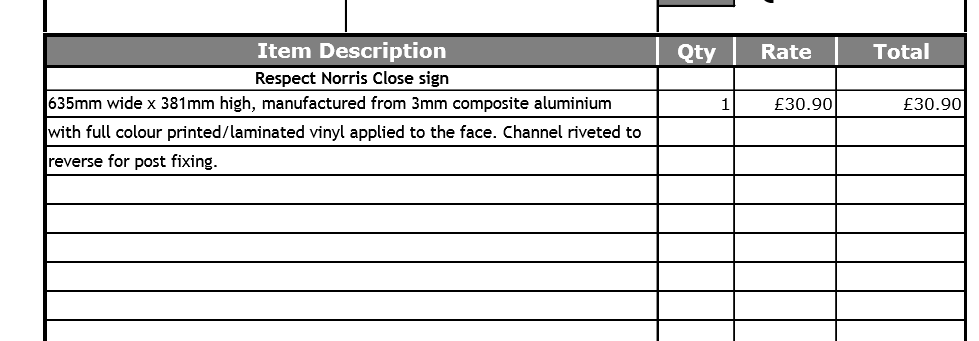 Item Description Qty Rate Total
Respect Norris Close sign
635mm wide x 381mm high, manufactured from 3mm composite aluminium 1 £30.90 £30.90
with full colour printed/laminated vinyl applied to the face. Channel riveted to
reverse for post fixing.